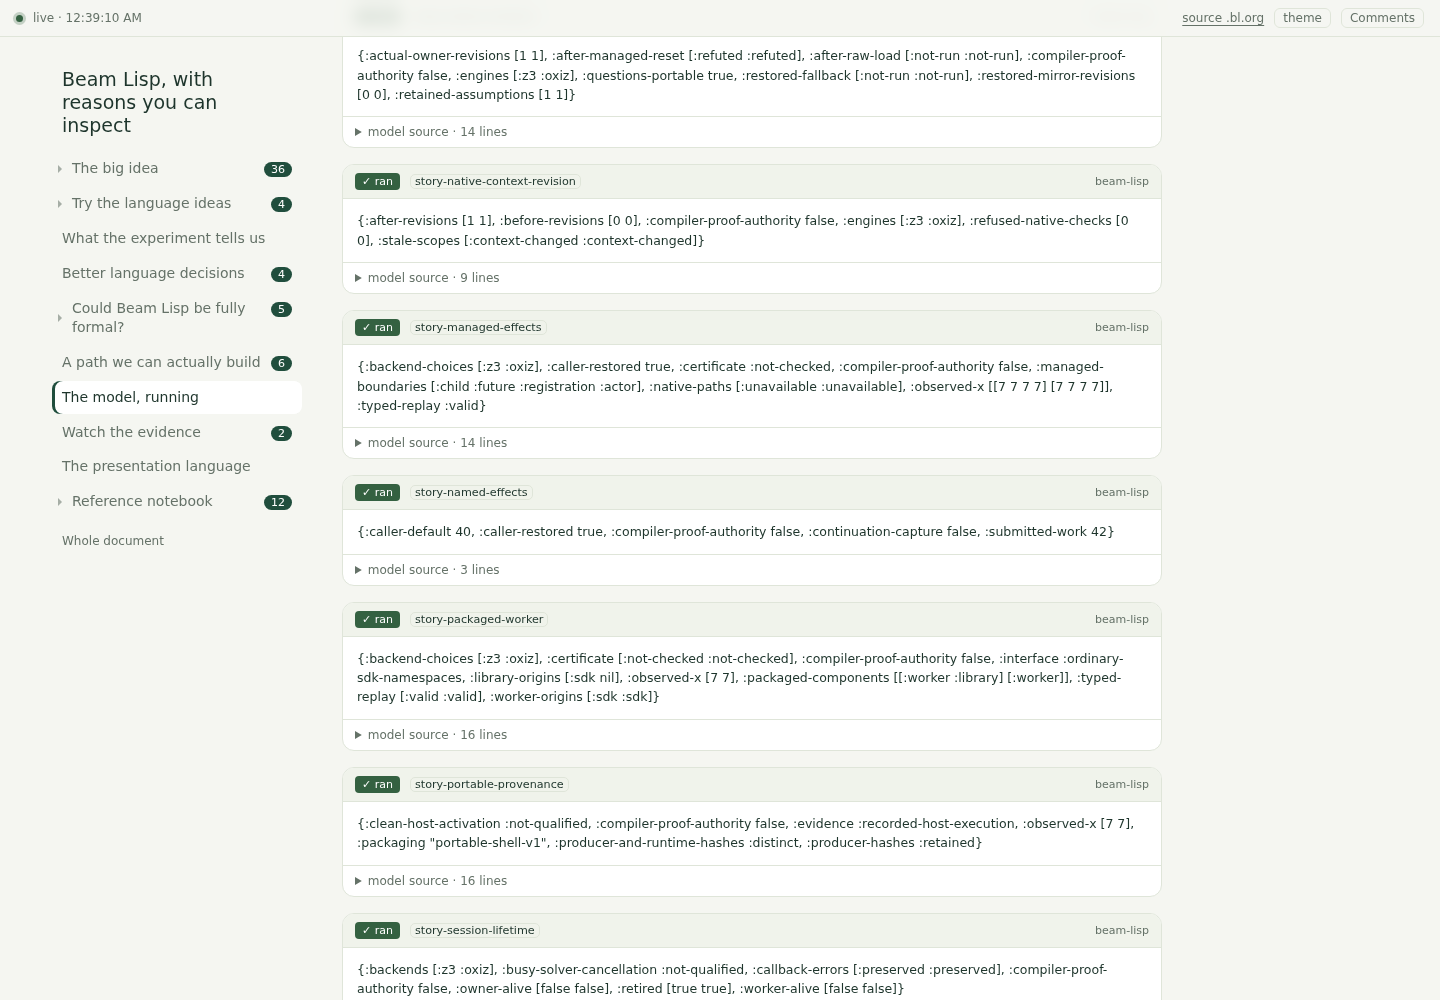 live · 12:39:10 AM
source .bl.org
theme
Comments
Beam Lisp, with
reasons you can
inspect
The big idea 36
Try the language ideas 4
What the experiment tells us
Better language decisions 4
Could Beam Lisp be fully
formal? 5
A path we can actually build 6
The model, running
Watch the evidence 2
The presentation language
Reference notebook 12
Whole document
{:actual-owner-revisions [1 1], :after-managed-reset [:refuted :refuted], :after-raw-load [:not-run :not-run], :compiler-proof-
authority false, :engines [:z3 :oxiz], :questions-portable true, :restored-fallback [:not-run :not-run], :restored-mirror-revisions
[0 0], :retained-assumptions [1 1]}
▶ model source · 14 lines
✓ ran story-native-context-revision beam-lisp
{:after-revisions [1 1], :before-revisions [0 0], :compiler-proof-authority false, :engines [:z3 :oxiz], :refused-native-checks [0
0], :stale-scopes [:context-changed :context-changed]}
▶ model source · 9 lines
✓ ran story-managed-effects beam-lisp
{:backend-choices [:z3 :oxiz], :caller-restored true, :certificate :not-checked, :compiler-proof-authority false, :managed-
boundaries [:child :future :registration :actor], :native-paths [:unavailable :unavailable], :observed-x [[7 7 7 7] [7 7 7 7]],
:typed-replay :valid}
▶ model source · 14 lines
✓ ran story-named-effects beam-lisp
{:caller-default 40, :caller-restored true, :compiler-proof-authority false, :continuation-capture false, :submitted-work 42}
▶ model source · 3 lines
✓ ran story-packaged-worker beam-lisp
{:backend-choices [:z3 :oxiz], :certificate [:not-checked :not-checked], :compiler-proof-authority false, :interface :ordinary-
sdk-namespaces, :library-origins [:sdk nil], :observed-x [7 7], :packaged-components [[:worker :library] [:worker]], :typed-
replay [:valid :valid], :worker-origins [:sdk :sdk]}
▶ model source · 16 lines
✓ ran story-portable-provenance beam-lisp
{:clean-host-activation :not-qualified, :compiler-proof-authority false, :evidence :recorded-host-execution, :observed-x [7 7],
:packaging "portable-shell-v1", :producer-and-runtime-hashes :distinct, :producer-hashes :retained}
▶ model source · 16 lines
✓ ran story-session-lifetime beam-lisp
{:backends [:z3 :oxiz], :busy-solver-cancellation :not-qualified, :callback-errors [:preserved :preserved], :compiler-proof-
authority false, :owner-alive [false false], :retired [true true], :worker-alive [false false]}